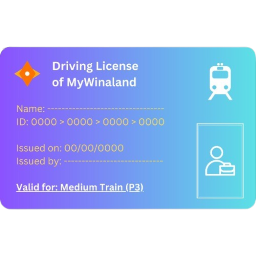 Driving License
of MyWinaland
Name: --------------------------------
ID: 0000 > 0000 > 0000 > 0000
Issued on: 00/00/0000
Issued by: ---------------------------
Valid for: Medium Train (P3)